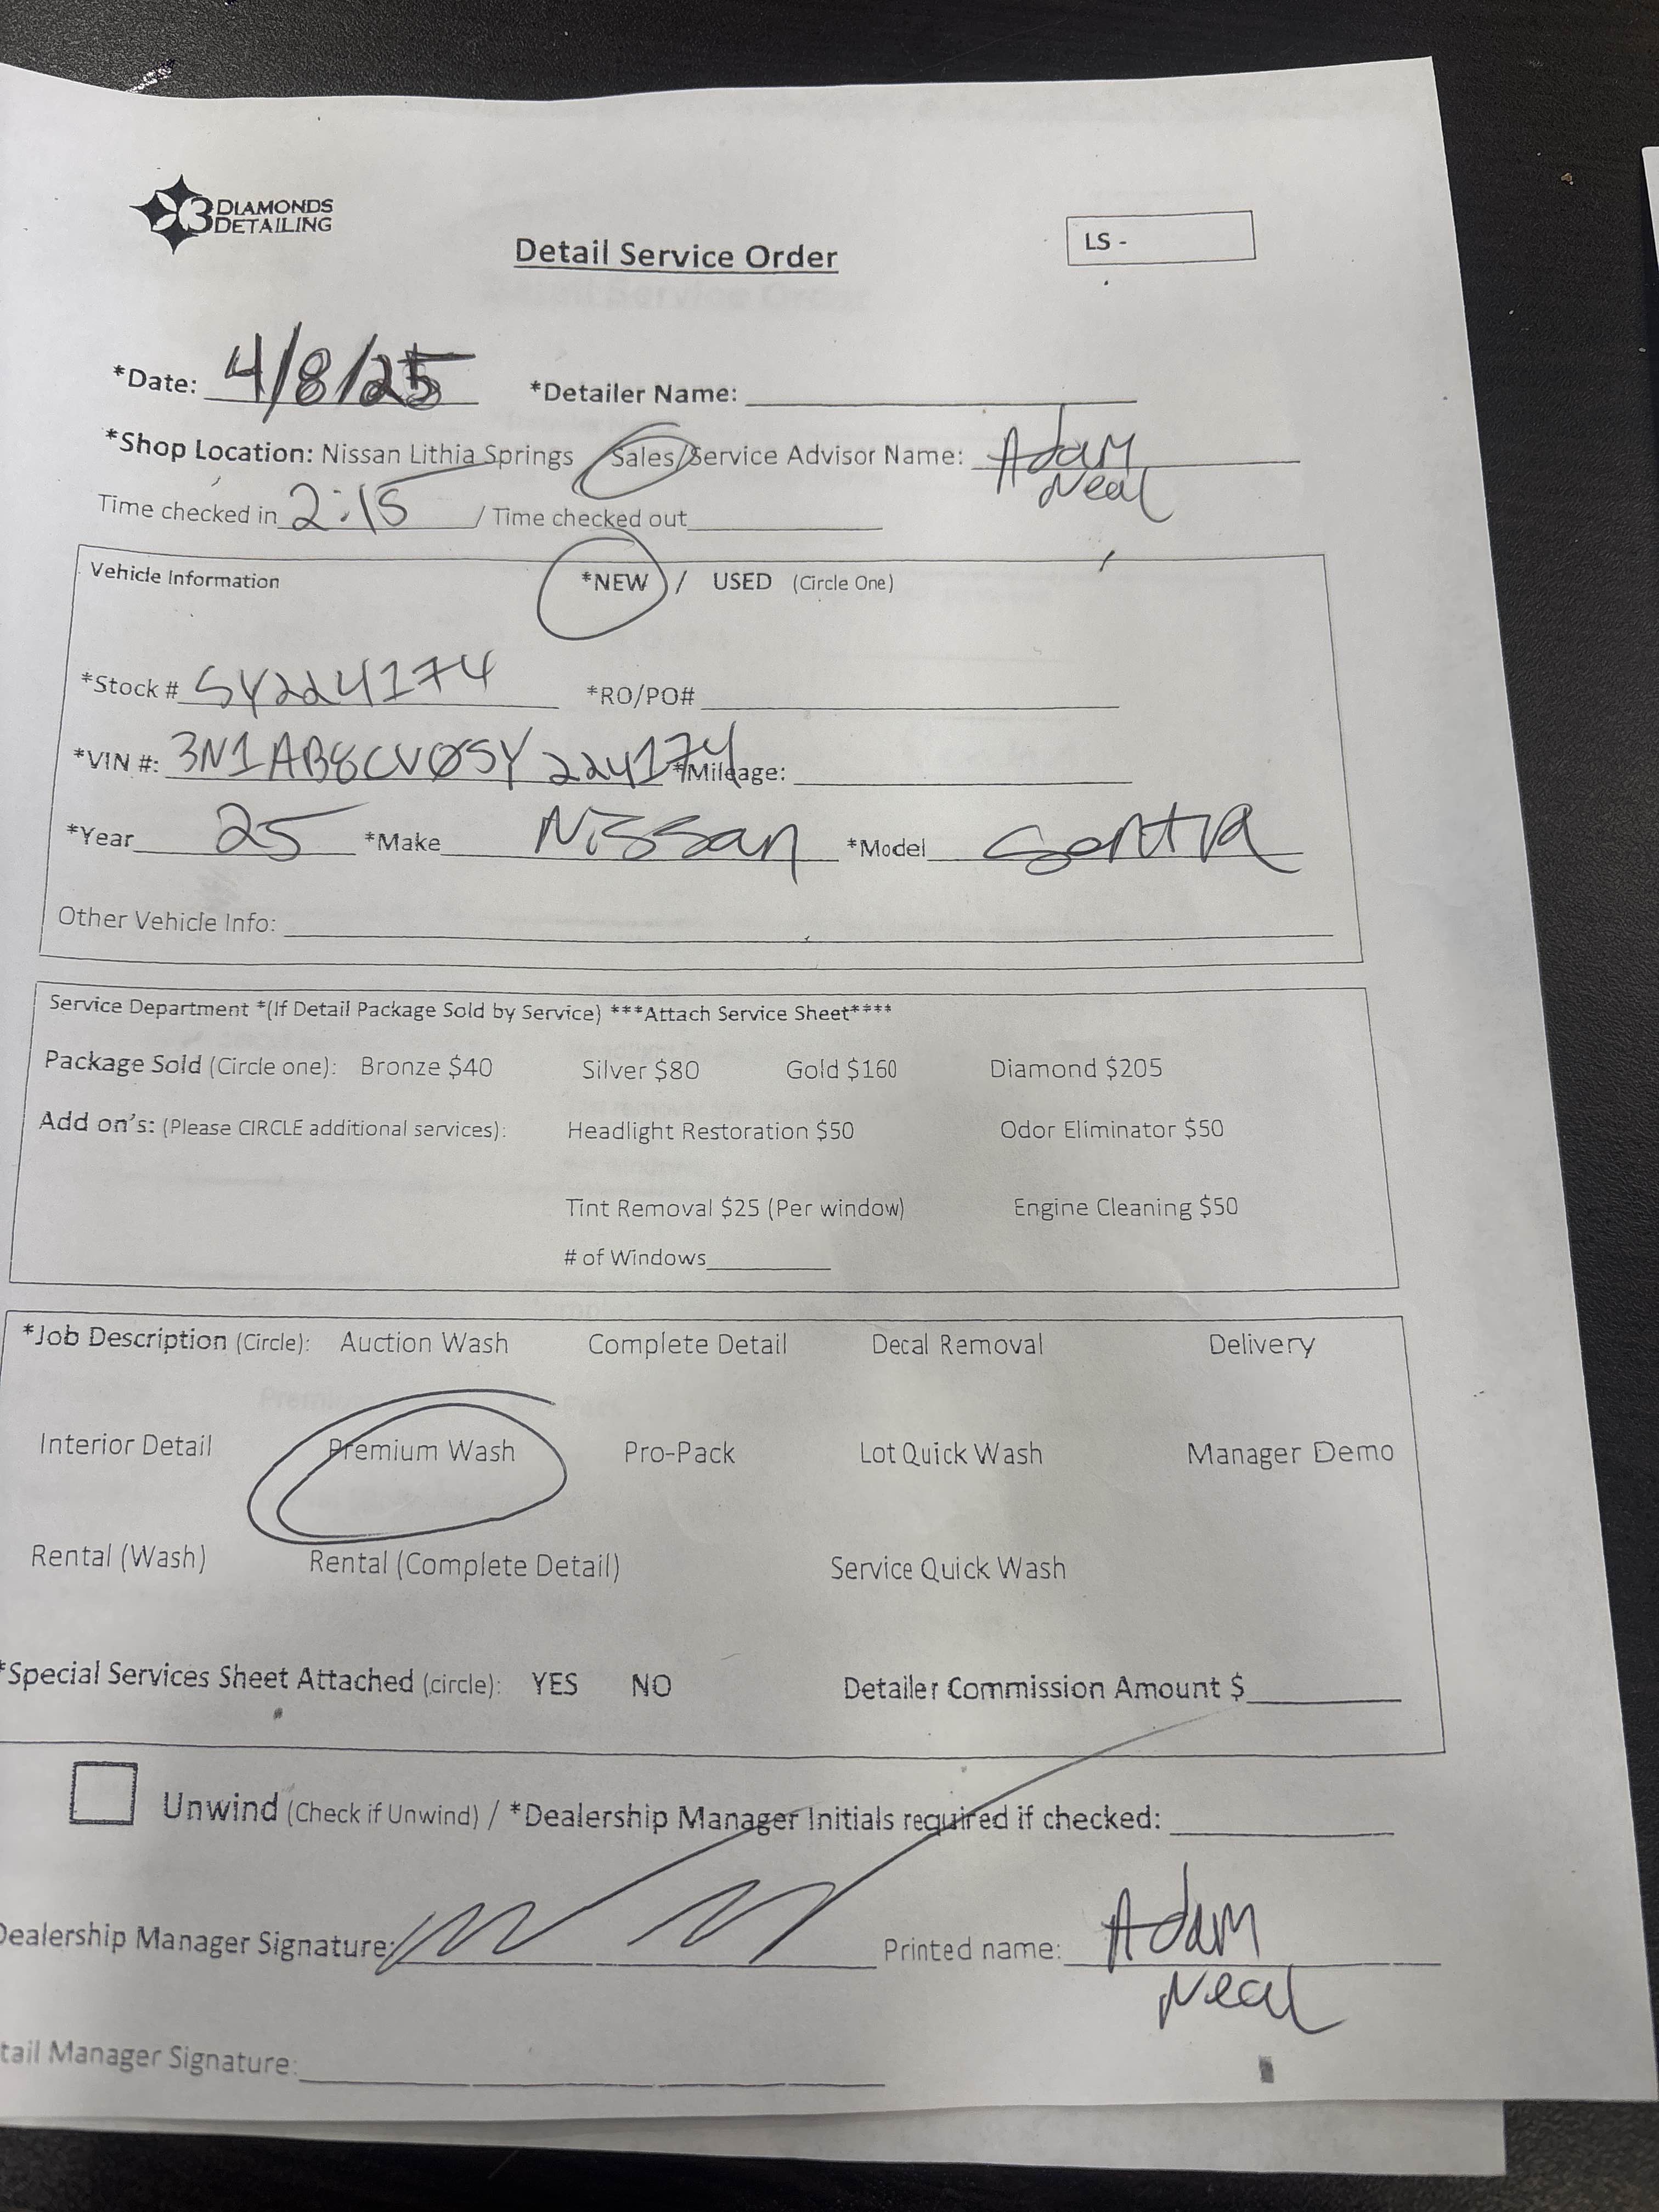 3 DIAMONDS
DETAILING
Detail Service Order
LS -
*Date: 4/8/25 *Detailer Name:
*Shop Location: Nissan Lithia Springs Sales/Service Advisor Name: Adam
Neal
Time checked in 2:15 / Time checked out
Vehicle Information *NEW / USED (Circle One)
*Stock # SY224174 *RO/PO#
*VIN #: 3N1AB8CV0SY224174 *Mileage:
*Year 25 *Make Nissan *Model Sentra
Other Vehicle Info:
Service Department *(If Detail Package Sold by Service) ***Attach Service Sheet****
Package Sold (Circle one): Bronze $40 Silver $80 Gold $160 Diamond $205
Add on's: (Please CIRCLE additional services): Headlight Restoration $50 Odor Eliminator $50
Tint Removal $25 (Per window) Engine Cleaning $50
# of Windows
*Job Description (Circle): Auction Wash Complete Detail Decal Removal Delivery
Interior Detail Premium Wash Pro-Pack Lot Quick Wash Manager Demo
Rental (Wash) Rental (Complete Detail) Service Quick Wash
*Special Services Sheet Attached (circle): YES NO Detailer Commission Amount $
Unwind (Check if Unwind) / *Dealership Manager Initials required if checked:
Dealership Manager Signature: Printed name: Adam
Neal
tail Manager Signature: